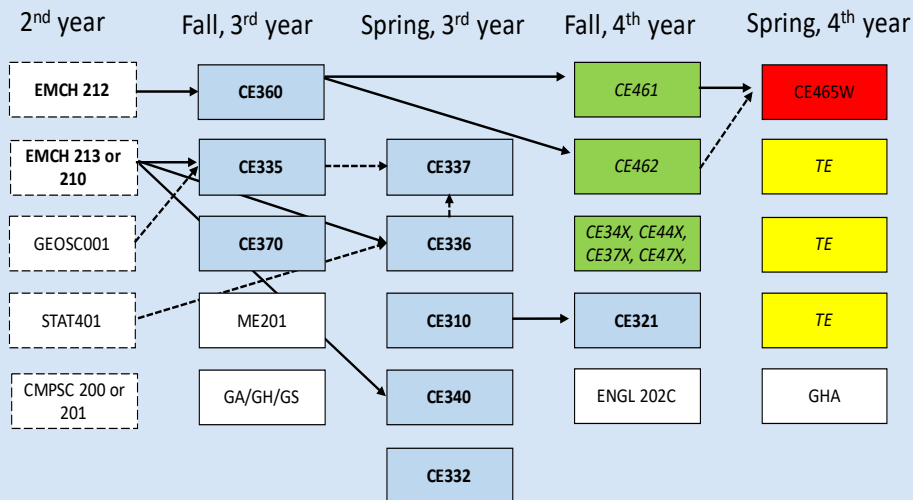 2nd year
Fall, 3rd year
Spring, 3rd year
Fall, 4th year
Spring, 4th year
EMCH 212
CE360
CE461
CE465W
EMCH 213 or
210
CE335
CE337
CE462
TE
GEOSC001
CE370
CE336
CE34X, CE44X,
CE37X, CE47X,
TE
STAT401
ME201
CE310
CE321
TE
CMPSC 200 or
201
GA/GH/GS
CE340
ENGL 202C
GHA
CE332